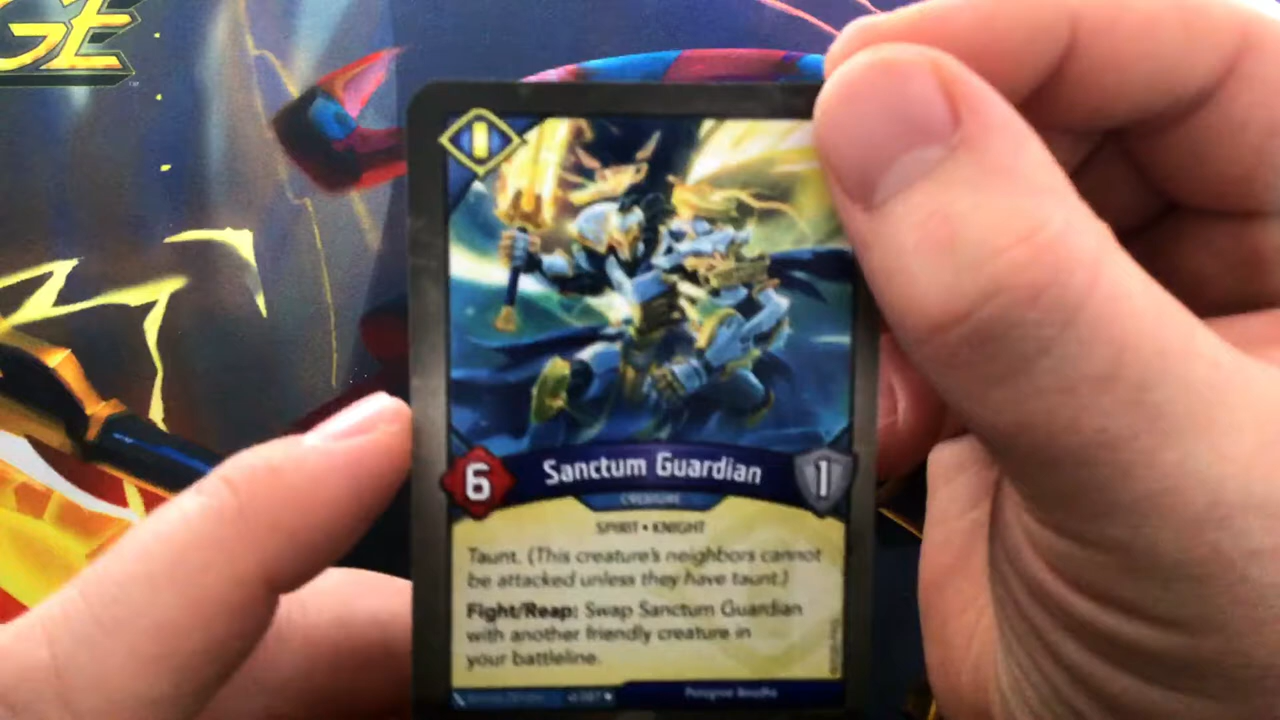 GE
Sanctum Guardian
6
1
CREATURE
SPIRIT • KNIGHT
Taunt. (This creature's neighbors cannot
be attacked unless they have taunt.)
Fight/Reap: Swap Sanctum Guardian
with another friendly creature in
your battleline.